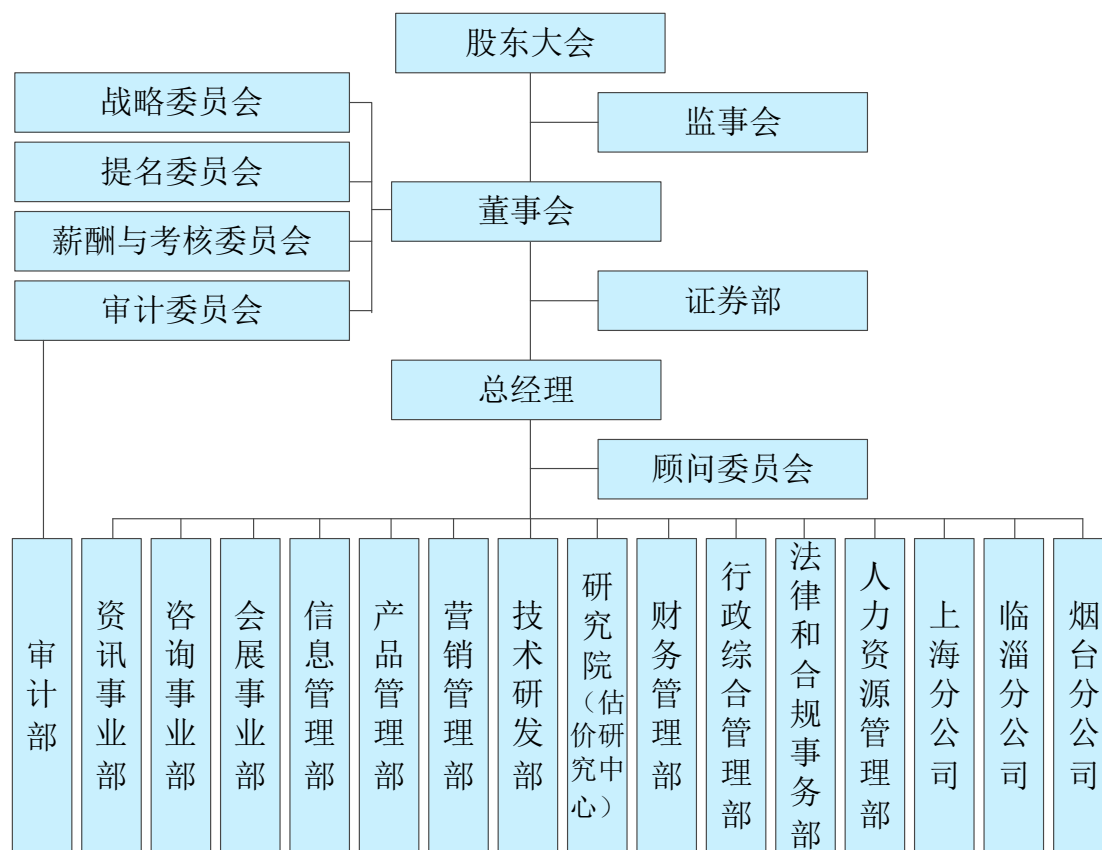 股东大会
战略委员会
监事会
提名委员会
董事会
薪酬与考核委员会
审计委员会
证券部
总经理
顾问委员会
审计部
资讯事业部
咨询事业部
会展事业部
信息管理部
产品管理部
营销管理部
技术研发部
研究院（估价研究中心）
财务管理部
行政综合管理部
法律和合规事务部
人力资源管理部
上海分公司
临淄分公司
烟台分公司